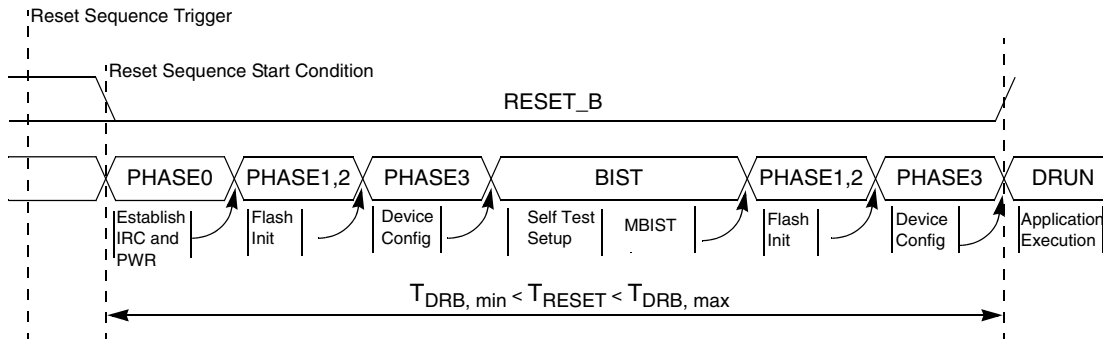 Reset Sequence Trigger
Reset Sequence Start Condition
RESET_B
PHASE0
PHASE1,2
PHASE3
BIST
PHASE1,2
PHASE3
DRUN
Establish
IRC and
PWR
Flash
Init
Device
Config
Self Test
Setup
MBIST
Flash
Init
Device
Config
Application
Execution
TDRB, min < TRESET < TDRB, max